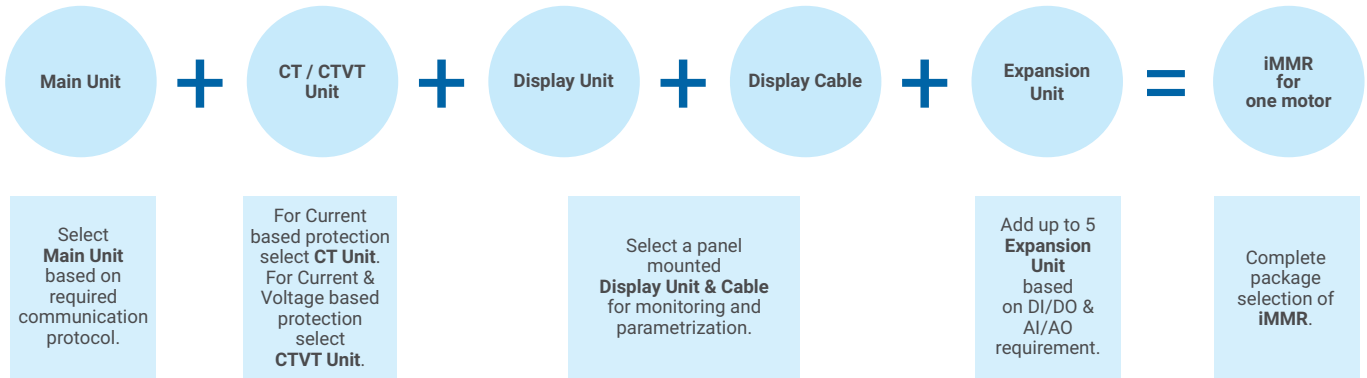 Main Unit
+
CT / CTVT
Unit
+
Display Unit
+
Display Cable
+
Expansion
Unit
=
iMMR
for
one motor
Select
Main Unit
based on
required
communication
protocol.
For Current
based protection
select CT Unit.
For Current &
Voltage based
protection
select
CTVT Unit.
Select a panel
mounted
Display Unit & Cable
for monitoring and
parametrization.
Add up to 5
Expansion
Unit
based
on DI/DO &
AI/AO
requirement.
Complete
package
selection of
iMMR.